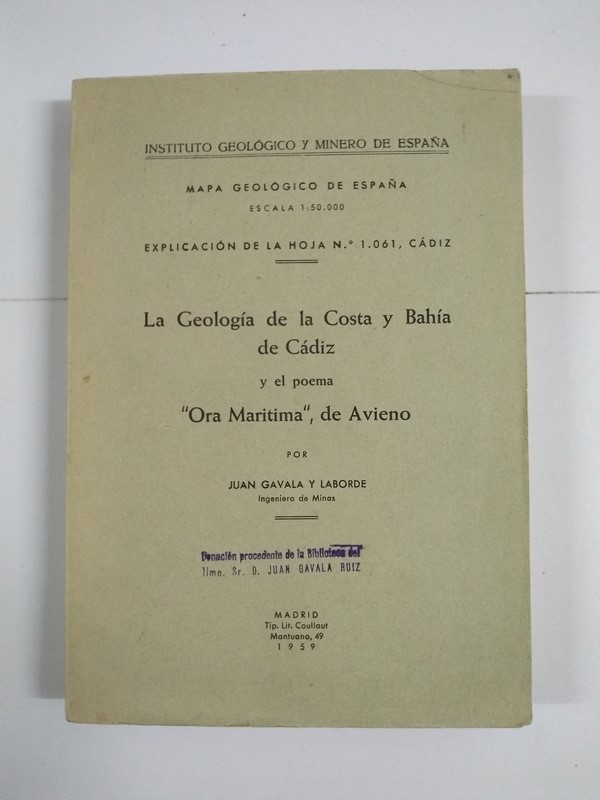 INSTITUTO GEOLÓGICO Y MINERO DE ESPAÑA
MAPA GEOLÓGICO DE ESPAÑA
ESCALA 1:50.000
EXPLICACIÓN DE LA HOJA N.º 1.061, CÁDIZ
La Geología de la Costa y Bahía
de Cádiz
y el poema
"Ora Maritima", de Avieno
POR
JUAN GAVALA Y LABORDE
Ingeniero de Minas
Donación procedente de la Biblioteca del
Ilmo. Sr. D. JUAN GAVALA RUIZ
MADRID
Tip. Lit. Coullaut
Mantuano, 49
1959